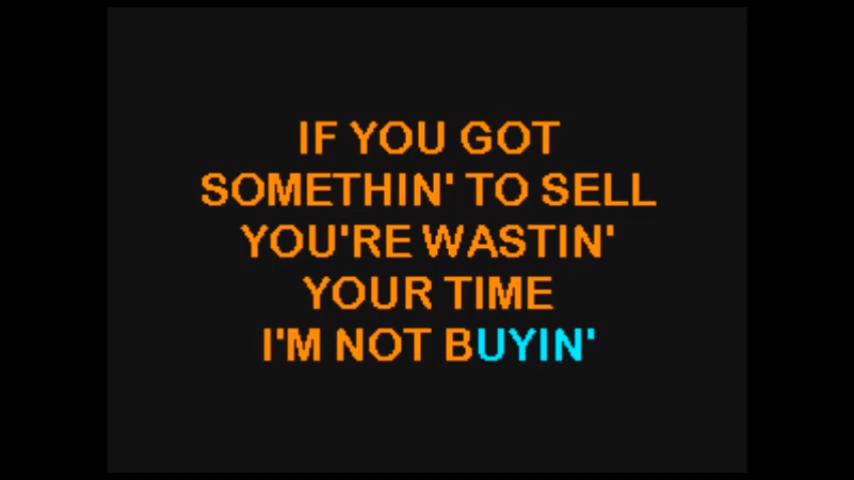 IF YOU GOT
SOMETHIN' TO SELL
YOU'RE WASTIN'
YOUR TIME
I'M NOT BUYIN'